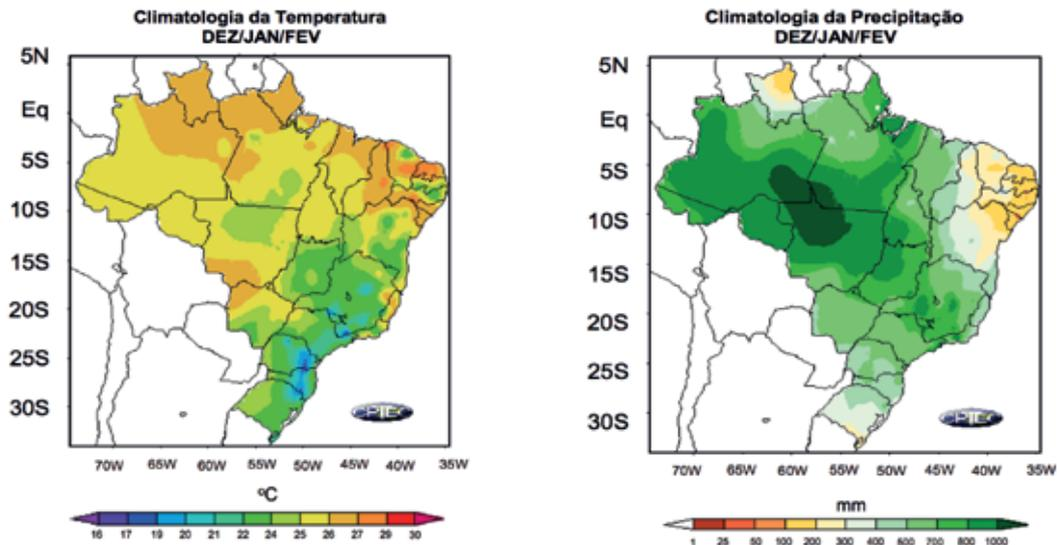 Climatologia da Temperatura
DEZ/JAN/FEV
5N
Eq
5S
10S
15S
20S
25S
30S
70W 65W 60W 55W 50W 45W 40W 35W
CPTEC
ºC
16 17 19 20 21 22 24 25 26 27 29 30
Climatologia da Precipitação
DEZ/JAN/FEV
5N
Eq
5S
10S
15S
20S
25S
30S
70W 65W 60W 55W 50W 45W 40W 35W
CPTEC
mm
1 25 50 100 200 300 400 600 700 800 1000